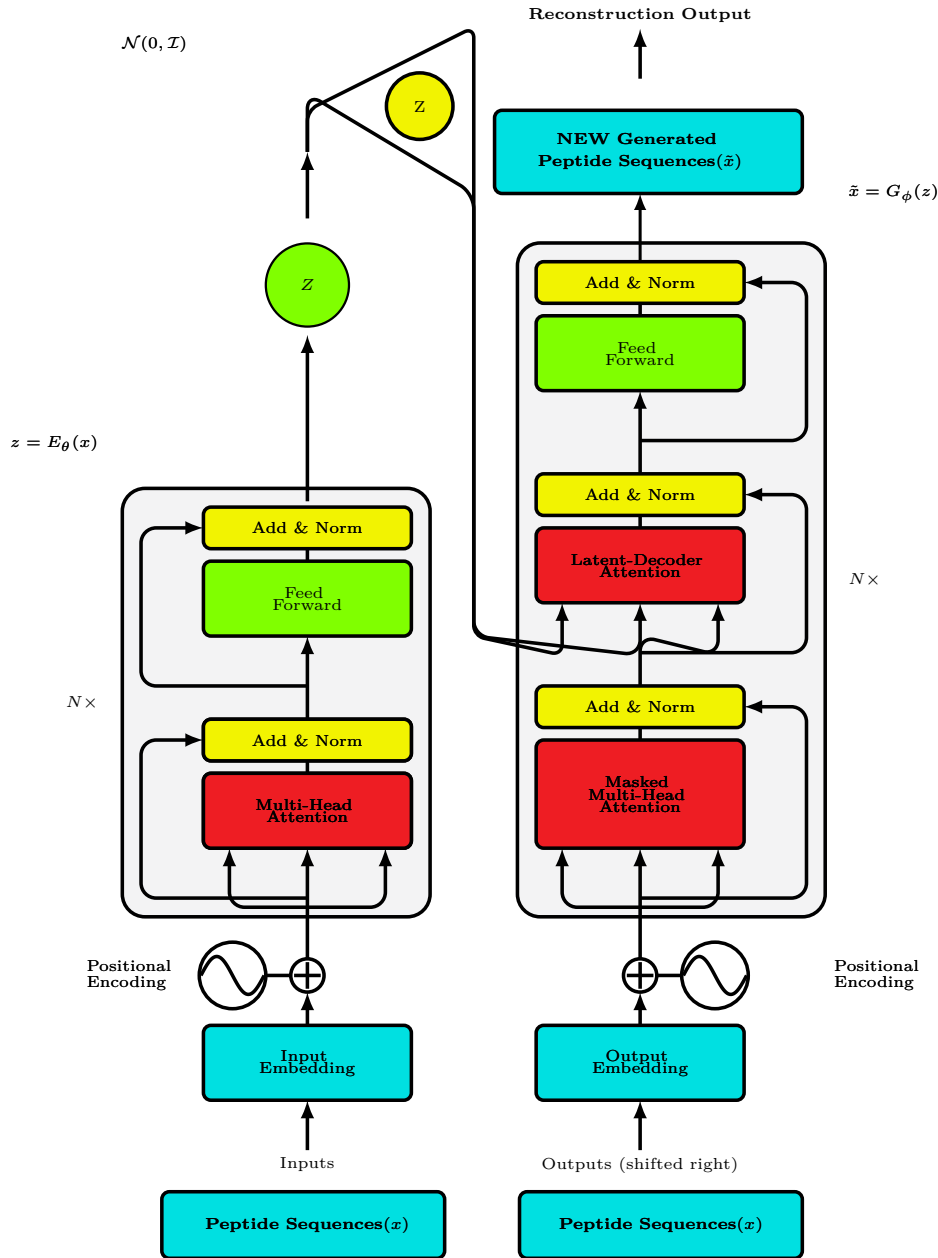 Reconstruction Output
𝒩(0, ℐ)
Z
NEW Generated
Peptide Sequences(x̃)
x̃ = G_ϕ(z)
Add & Norm
Z
Feed
Forward
z = E_θ(x)
Add & Norm
Add & Norm
Latent-Decoder
Attention
Feed
Forward
N×
N×
Add & Norm
Add & Norm
Masked
Multi-Head
Attention
Multi-Head
Attention
Positional
Encoding
Positional
Encoding
Input
Embedding
Output
Embedding
Inputs
Outputs (shifted right)
Peptide Sequences(x)
Peptide Sequences(x)